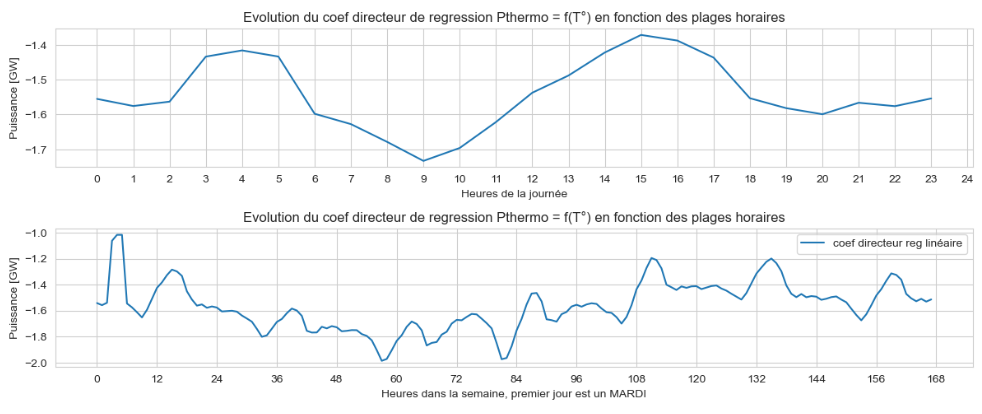 Evolution du coef directeur de regression Pthermo = f(T°) en fonction des plages horaires
Puissance [GW]
−1.4
−1.5
−1.6
−1.7
0 1 2 3 4 5 6 7 8 9 10 11 12 13 14 15 16 17 18 19 20 21 22 23 24
Heures de la journée
Evolution du coef directeur de regression Pthermo = f(T°) en fonction des plages horaires
Puissance [GW]
−1.0
−1.2
−1.4
−1.6
−1.8
−2.0
coef directeur reg linéaire
0 12 24 36 48 60 72 84 96 108 120 132 144 156 168
Heures dans la semaine, premier jour est un MARDI